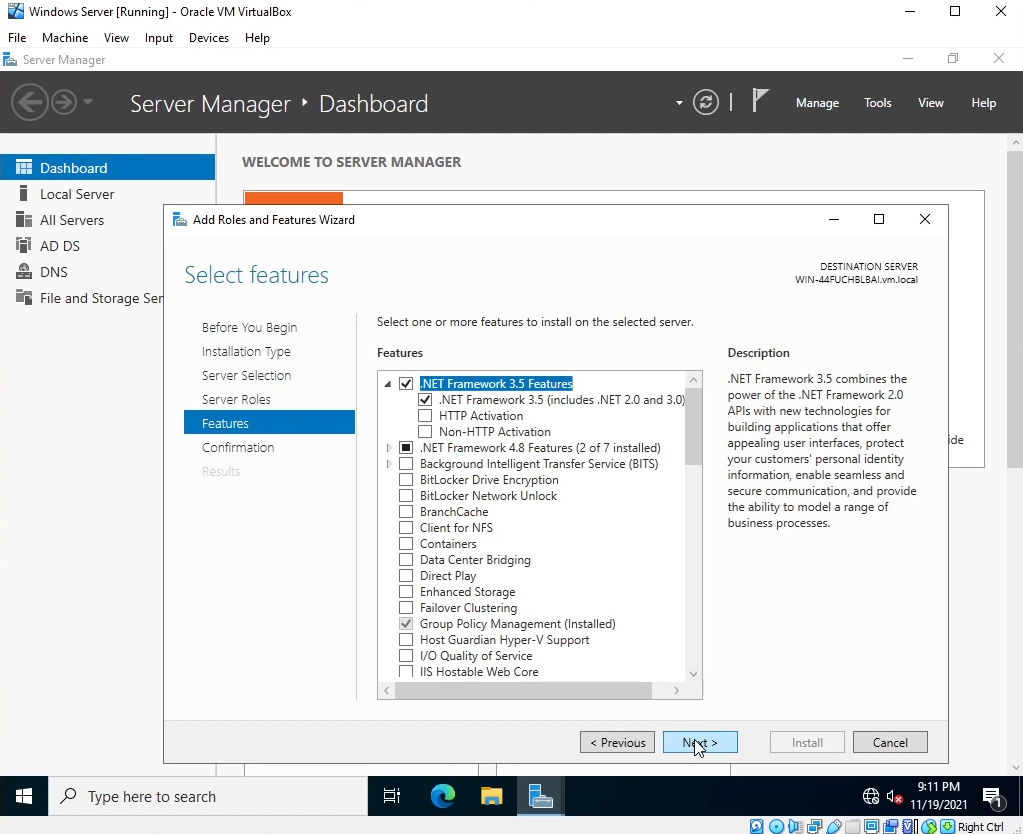 Windows Server [Running] - Oracle VM VirtualBox
File Machine View Input Devices Help
Server Manager
Server Manager ‣ Dashboard
Manage Tools View Help
Dashboard
Local Server
All Servers
AD DS
DNS
File and Storage Ser
WELCOME TO SERVER MANAGER
Add Roles and Features Wizard
Select features
DESTINATION SERVER
WIN-44FUCHBLBAI.vm.local
Before You Begin
Installation Type
Server Selection
Server Roles
Features
Confirmation
Results
Select one or more features to install on the selected server.
Features
.NET Framework 3.5 Features
.NET Framework 3.5 (includes .NET 2.0 and 3.0)
HTTP Activation
Non-HTTP Activation
.NET Framework 4.8 Features (2 of 7 installed)
Background Intelligent Transfer Service (BITS)
BitLocker Drive Encryption
BitLocker Network Unlock
BranchCache
Client for NFS
Containers
Data Center Bridging
Direct Play
Enhanced Storage
Failover Clustering
Group Policy Management (Installed)
Host Guardian Hyper-V Support
I/O Quality of Service
IIS Hostable Web Core
Description
.NET Framework 3.5 combines the
power of the .NET Framework 2.0
APIs with new technologies for
building applications that offer
appealing user interfaces, protect
your customers' personal identity
information, enable seamless and
secure communication, and provide
the ability to model a range of
business processes.
ide
< Previous
Next >
Install
Cancel
Type here to search
9:11 PM
11/19/2021
1
Right Ctrl